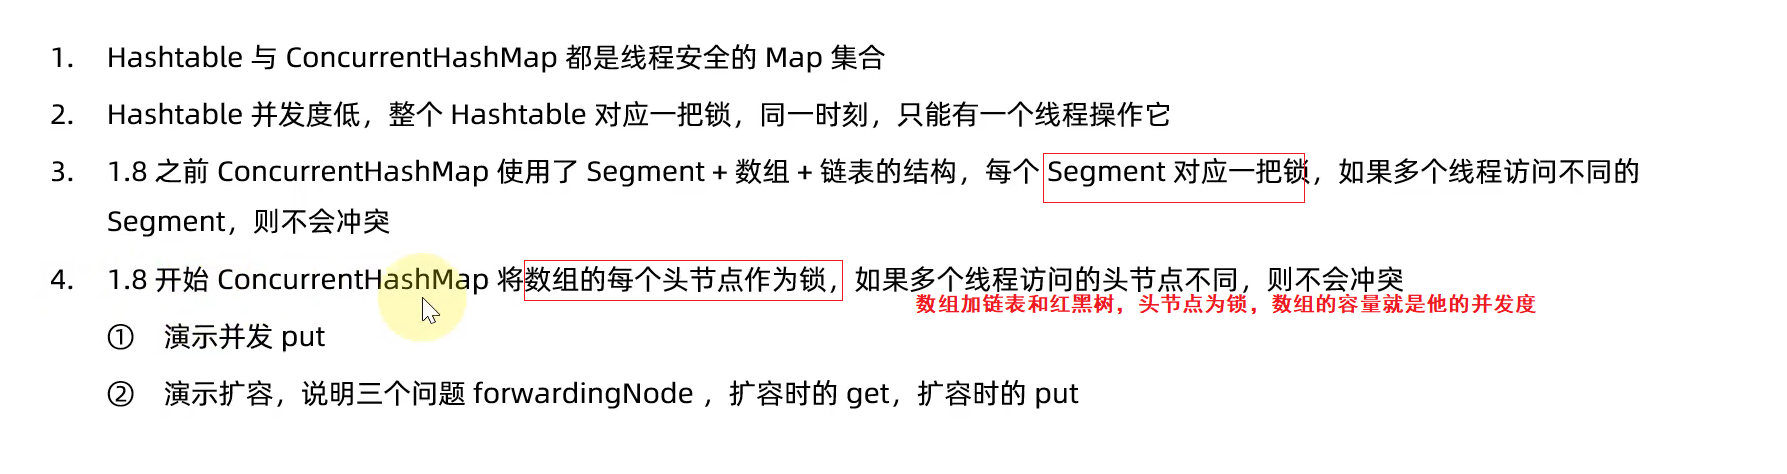 1. Hashtable 与 ConcurrentHashMap 都是线程安全的 Map 集合
2. Hashtable 并发度低，整个 Hashtable 对应一把锁，同一时刻，只能有一个线程操作它
3. 1.8 之前 ConcurrentHashMap 使用了 Segment + 数组 + 链表的结构，每个 Segment 对应一把锁，如果多个线程访问不同的
Segment，则不会冲突
4. 1.8 开始 ConcurrentHashMap 将数组的每个头节点作为锁，如果多个线程访问的头节点不同，则不会冲突
数组加链表和红黑树，头节点为锁，数组的容量就是他的并发度
① 演示并发 put
② 演示扩容，说明三个问题 forwardingNode ，扩容时的 get，扩容时的 put